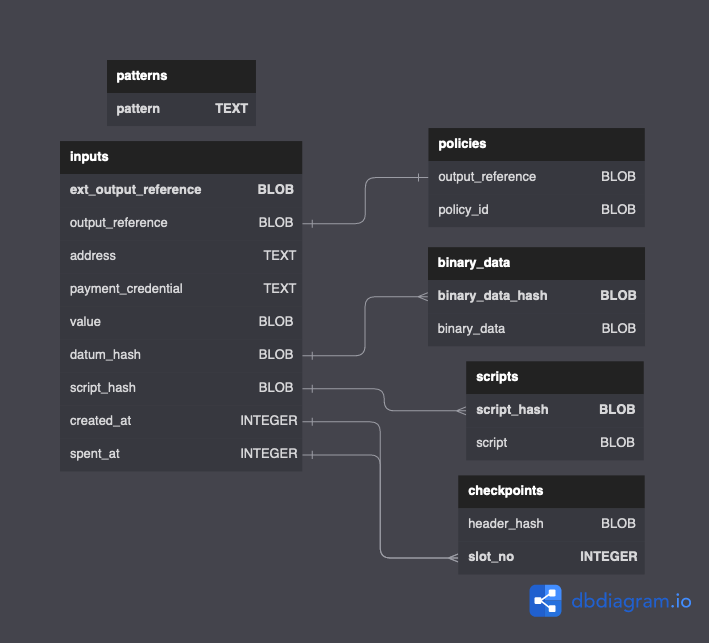 patterns
pattern TEXT
inputs
ext_output_reference BLOB
output_reference BLOB
address TEXT
payment_credential TEXT
value BLOB
datum_hash BLOB
script_hash BLOB
created_at INTEGER
spent_at INTEGER
policies
output_reference BLOB
policy_id BLOB
binary_data
binary_data_hash BLOB
binary_data BLOB
scripts
script_hash BLOB
script BLOB
checkpoints
header_hash BLOB
slot_no INTEGER
dbdiagram.io